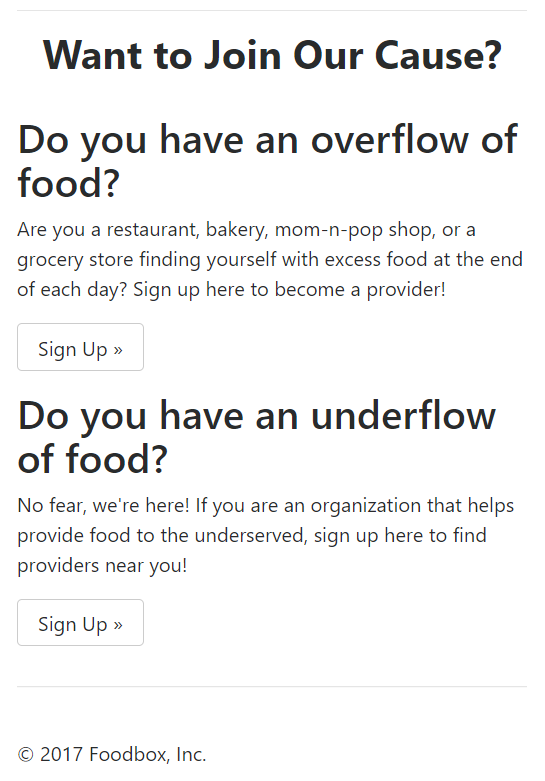 Want to Join Our Cause?
Do you have an overflow of
food?
Are you a restaurant, bakery, mom-n-pop shop, or a
grocery store finding yourself with excess food at the end
of each day? Sign up here to become a provider!
Sign Up »
Do you have an underflow
of food?
No fear, we're here! If you are an organization that helps
provide food to the underserved, sign up here to find
providers near you!
Sign Up »
© 2017 Foodbox, Inc.